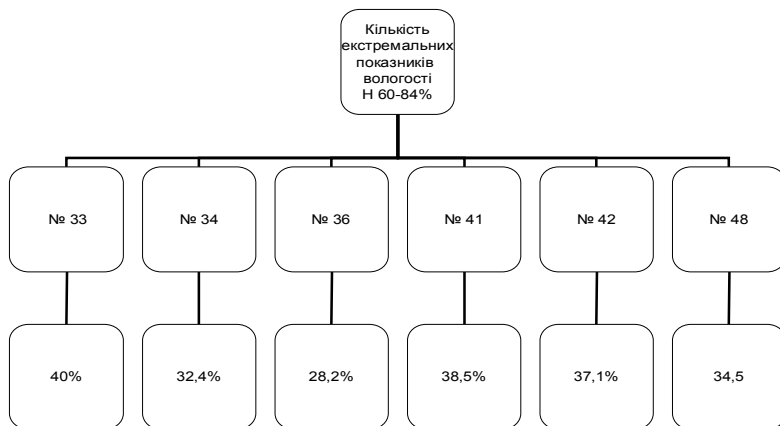 Кількість
екстремальних
показників
вологості
Н 60-84%
№ 33
№ 34
№ 36
№ 41
№ 42
№ 48
40%
32,4%
28,2%
38,5%
37,1%
34,5